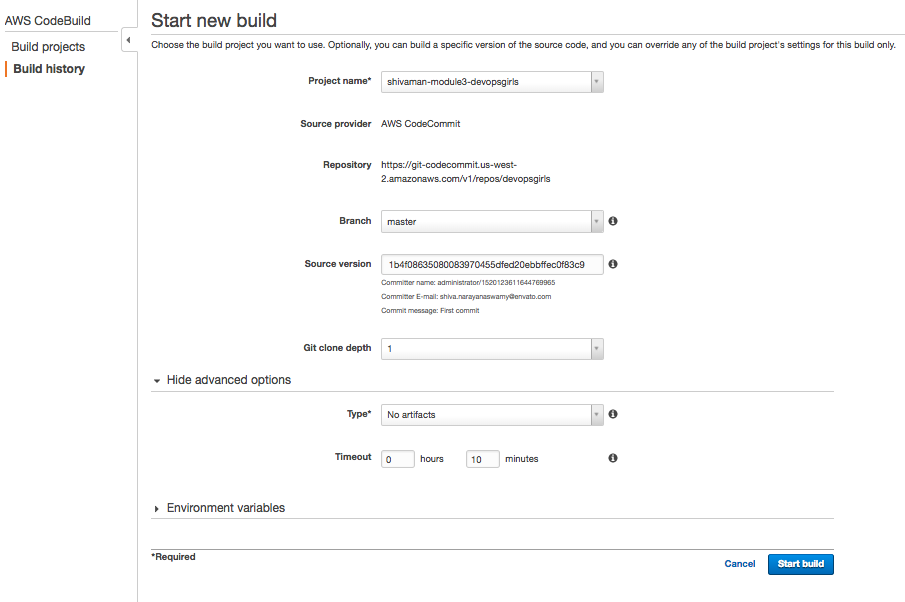 AWS CodeBuild
Build projects
Build history
Start new build
Choose the build project you want to use. Optionally, you can build a specific version of the source code, and you can override any of the build project's settings for this build only.
Project name* shivaman-module3-devopsgirls
Source provider AWS CodeCommit
Repository https://git-codecommit.us-west-
2.amazonaws.com/v1/repos/devopsgirls
Branch master
Source version 1b4f08635080083970455dfed20ebbffec0f83c9
Committer name: administrator/1520123611644769965
Committer E-mail: shiva.narayanaswamy@envato.com
Commit message: First commit
Git clone depth 1
Hide advanced options
Type* No artifacts
Timeout 0 hours 10 minutes
Environment variables
*Required
Cancel Start build